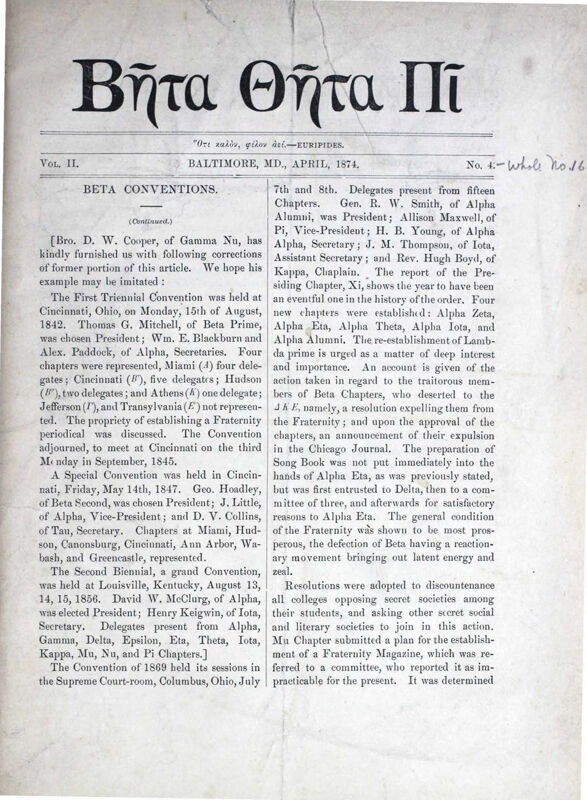 Βῆτα Θῆτα Πῖ
Ὅτι καλὸν, φίλον ἀεί.—EURIPIDES.
VOL. II. BALTIMORE, MD., APRIL, 1874. No. 4.—Whole No 16
BETA CONVENTIONS.
(Continued.)
[Bro. D. W. Cooper, of Gamma Nu, has
kindly furnished us with following corrections
of former portion of this article. We hope his
example may be imitated:
The First Triennial Convention was held at
Cincinnati, Ohio, on Monday, 15th of August,
1842. Thomas G. Mitchell, of Beta Prime,
was chosen President; Wm. E. Blackburn and
Alex. Paddock, of Alpha, Secretaries. Four
chapters were represented, Miami (A) four dele-
gates; Cincinnati (B'), five delegates; Hudson
(B''), two delegates; and Athens (K) one delegate;
Jefferson (Γ), and Transylvania (E') not represen-
ted. The propriety of establishing a Fraternity
periodical was discussed. The Convention
adjourned, to meet at Cincinnati on the third
Monday in September, 1845.
A Special Convention was held in Cincin-
nati, Friday, May 14th, 1847. Geo. Hoadley,
of Beta Second, was chosen President; J. Little,
of Alpha, Vice-President; and D. V. Collins,
of Tau, Secretary. Chapters at Miami, Hud-
son, Canonsburg, Cincinnati, Ann Arbor, Wa-
bash, and Greencastle, represented.
The Second Biennial, a grand Convention,
was held at Louisville, Kentucky, August 13,
14, 15, 1856. David W. McClurg, of Alpha,
was elected President; Henry Keigwin, of Iota,
Secretary. Delegates present from Alpha,
Gamma, Delta, Epsilon, Eta, Theta, Iota,
Kappa, Mu, Nu, and Pi Chapters.]
The Convention of 1869 held its sessions in
the Supreme Court-room, Columbus, Ohio, July
7th and 8th. Delegates present from fifteen
Chapters. Gen. R. W. Smith, of Alpha
Alumni, was President; Allison Maxwell, of
Pi, Vice-President; H. B. Young, of Alpha
Alpha, Secretary; J. M. Thompson, of Iota,
Assistant Secretary; and Rev. Hugh Boyd, of
Kappa, Chaplain. The report of the Pre-
siding Chapter, Xi, shows the year to have been
an eventful one in the history of the order. Four
new chapters were established: Alpha Zeta,
Alpha Eta, Alpha Theta, Alpha Iota, and
Alpha Alumni. The re-establishment of Lamb-
da prime is urged as a matter of deep interest
and importance. An account is given of the
action taken in regard to the traitorous mem-
bers of Beta Chapters, who deserted to the
Δ K E, namely, a resolution expelling them from
the Fraternity; and upon the approval of the
chapters, an announcement of their expulsion
in the Chicago Journal. The preparation of
Song Book was not put immediately into the
hands of Alpha Eta, as was previously stated,
but was first entrusted to Delta, then to a com-
mittee of three, and afterwards for satisfactory
reasons to Alpha Eta. The general condition
of the Fraternity was shown to be most pros-
perous, the defection of Beta having a reaction-
ary movement bringing out latent energy and
zeal.
Resolutions were adopted to discountenance
all colleges opposing secret societies among
their students, and asking other secret social
and literary societies to join in this action.
Mu Chapter submitted a plan for the establish-
ment of a Fraternity Magazine, which was re-
ferred to a committee, who reported it as im-
practicable for the present. It was determined